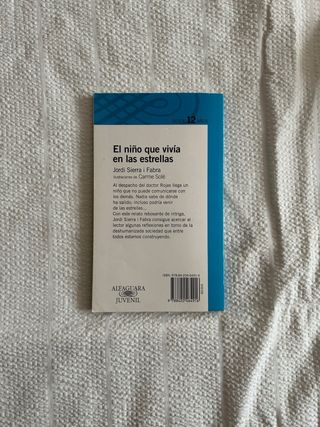 12 años
El niño que vivía
en las estrellas
Jordi Sierra i Fabra
Ilustraciones de Carme Solé
Al despacho del doctor Rojas llega un
niño que no puede comunicarse con
los demás. Nadie sabe de dónde
ha salido, incluso podría venir
de las estrellas...
Con este relato rebosante de intriga,
Jordi Sierra i Fabra consigue acercar al
lector algunas reflexiones en torno de la
deshumanizada sociedad que entre
todos estamos construyendo.
ALFAGUARA
JUVENIL